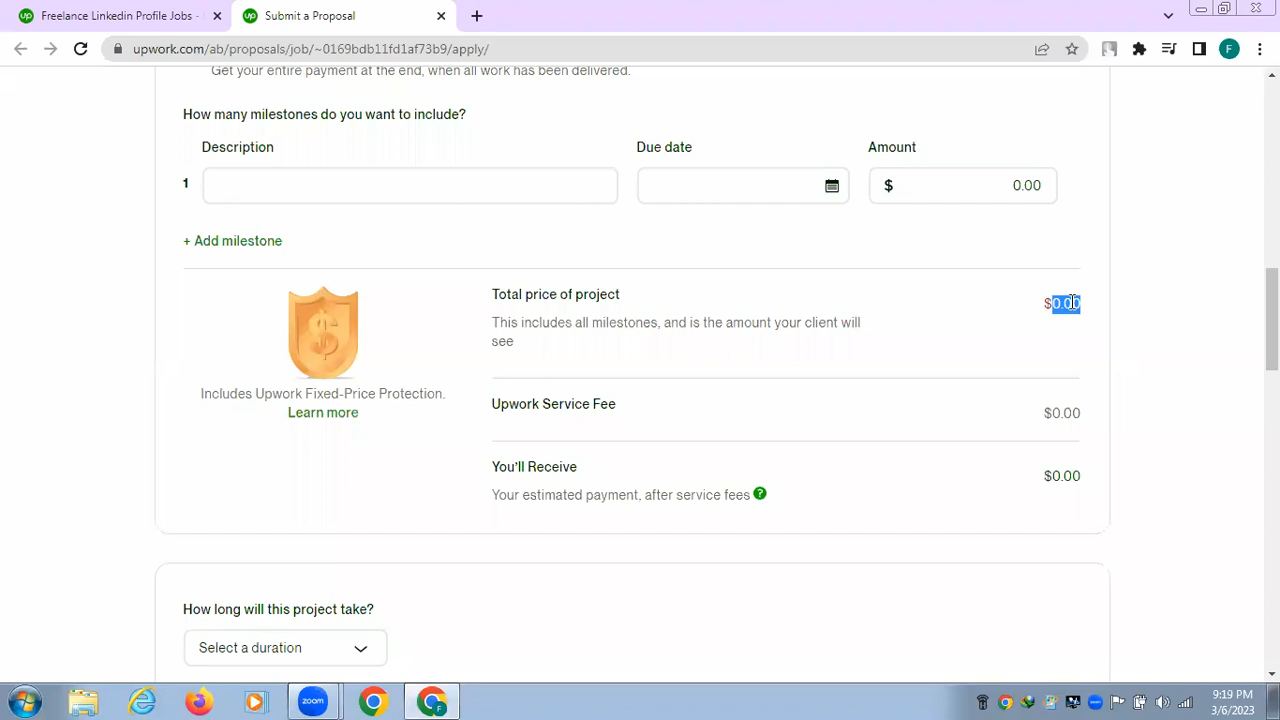 up Freelance Linkedin Profile Jobs -
up Submit a Proposal
upwork.com/ab/proposals/job/~0169bdb11fd1af73b9/apply/
F
Get your entire payment at the end, when all work has been delivered.
How many milestones do you want to include?
Description Due date Amount
1 $ 0.00
+ Add milestone
Total price of project $0.00
This includes all milestones, and is the amount your client will
see
$
Includes Upwork Fixed-Price Protection.
Learn more
Upwork Service Fee $0.00
You'll Receive $0.00
Your estimated payment, after service fees ?
How long will this project take?
Select a duration
zoom F
9:19 PM
3/6/2023